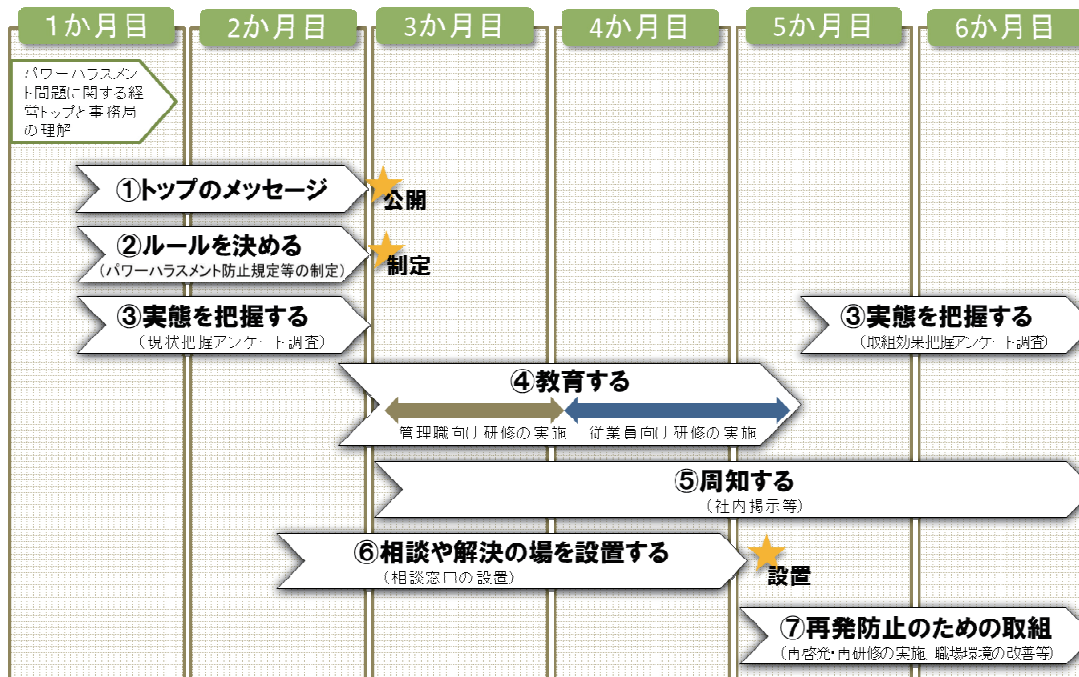 1か月目
2か月目
3か月目
4か月目
5か月目
6か月目
パワーハラスメン
ト問題に関する経
営トップと事務局
の理解
①トップのメッセージ
公開
②ルールを決める
(パワーハラスメント防止規定等の制定)
制定
③実態を把握する
(現状把握アンケート調査)
③実態を把握する
(取組効果把握アンケート調査)
④教育する
管理職向け研修の実施
従業員向け研修の実施
⑤周知する
(社内掲示等)
⑥相談や解決の場を設置する
(相談窓口の設置)
設置
⑦再発防止のための取組
(再啓発・再研修の実施、職場環境の改善等)